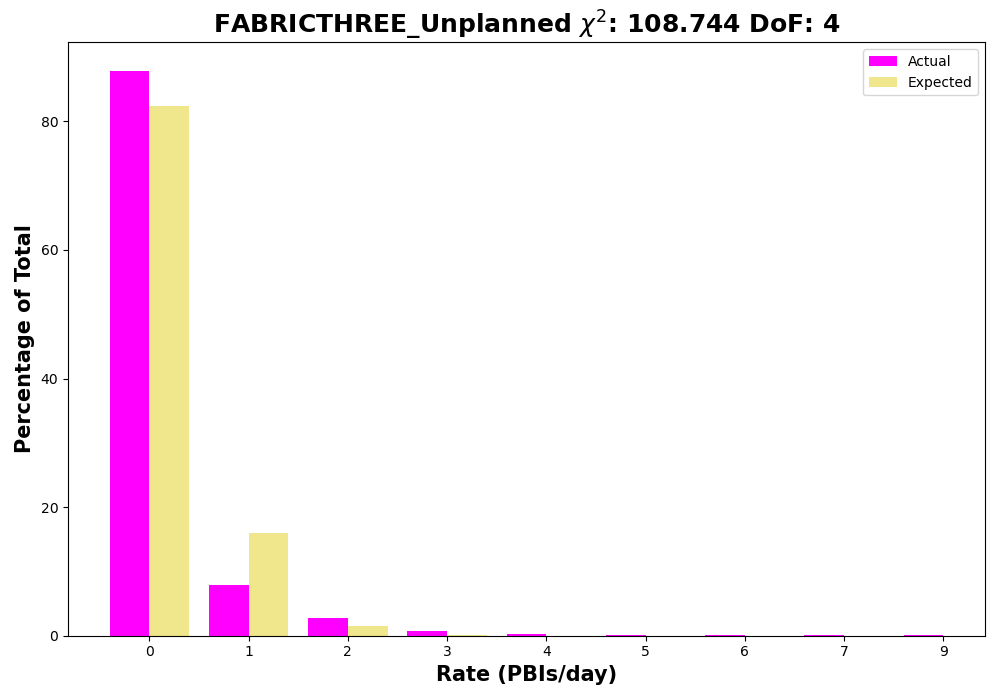 FABRICTHREE_Unplanned χ²: 108.744 DoF: 4
Actual
Expected
Percentage of Total
80
60
40
20
0
0 1 2 3 4 5 6 7 9
Rate (PBIs/day)